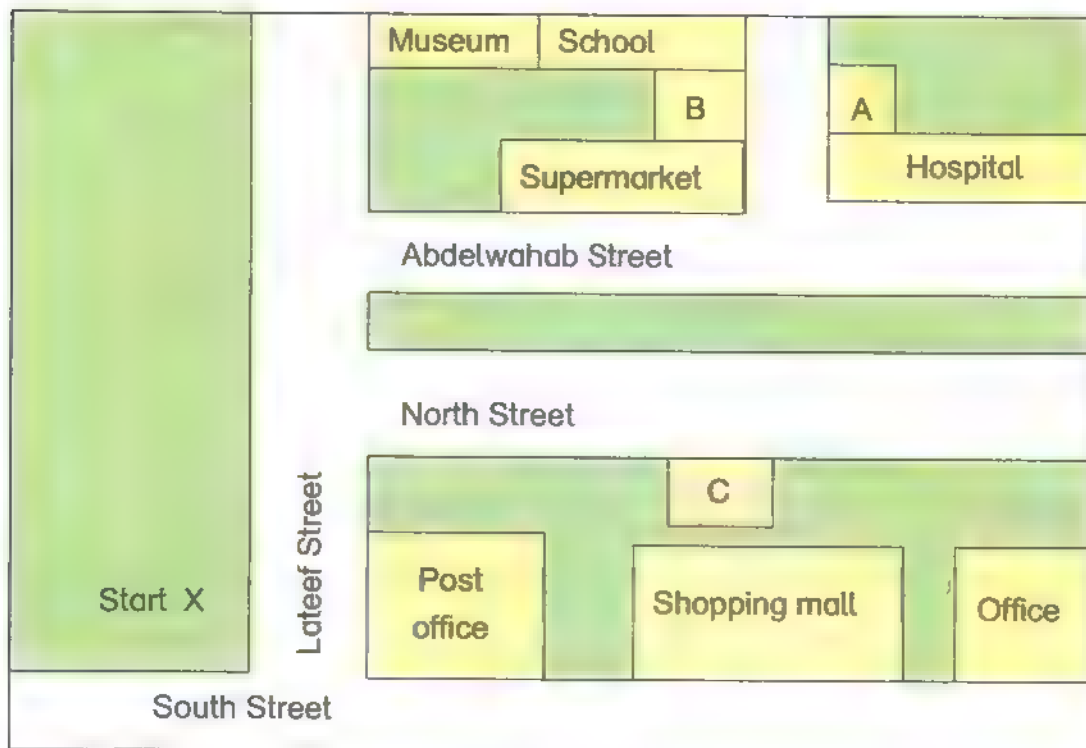 Museum
School
B
A
Supermarket
Hospital
Abdelwahab Street
North Street
C
Lateef Street
Start X
Post
office
Shopping mall
Office
South Street